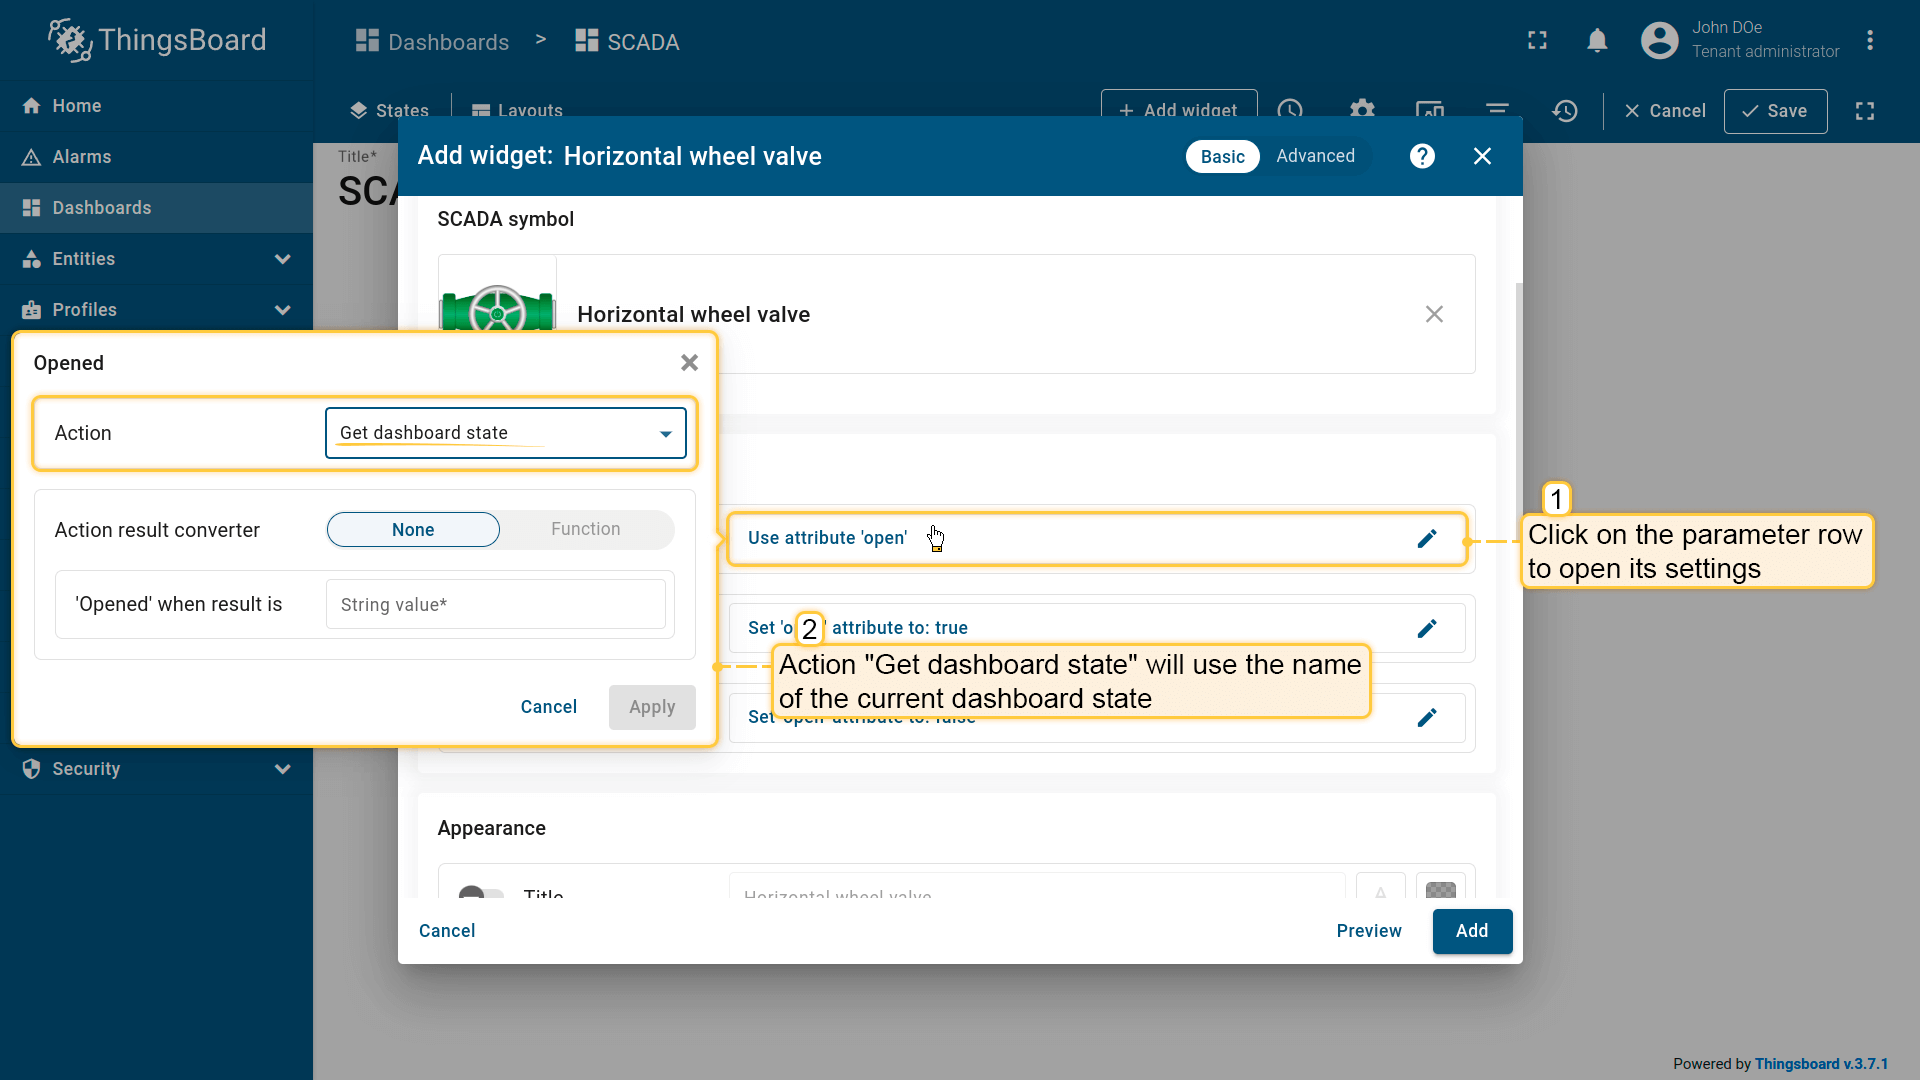 ThingsBoard
Dashboards > SCADA
John DOe
Tenant administrator
Home
Alarms
Dashboards
Entities
Profiles
Security
States
Layouts
+ Add widget
Cancel
Save
Title*
Add widget: Horizontal wheel valve
Basic
Advanced
SCADA symbol
Horizontal wheel valve
Opened
Action
Get dashboard state
Action result converter
None
Function
'Opened' when result is
String value*
Cancel
Apply
Use attribute 'open'
1
Click on the parameter row
to open its settings
attribute to: true
2
Action "Get dashboard state" will use the name
of the current dashboard state
Set 'open' attribute to: false
Appearance
Title
Horizontal wheel valve
A
Cancel
Preview
Add
Powered by Thingsboard v.3.7.1